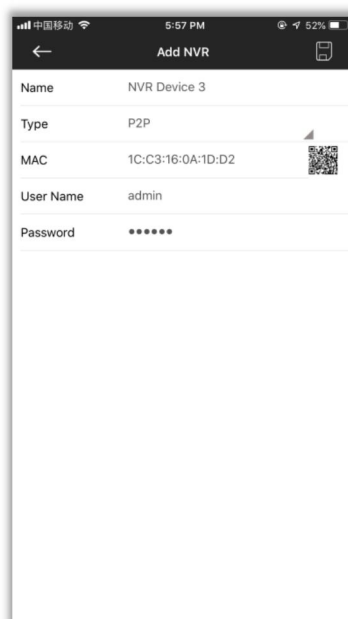 中国移动 5:57 PM 52%
Add NVR
Name NVR Device 3
Type P2P
MAC 1C:C3:16:0A:1D:D2
User Name admin
Password ●●●●●●